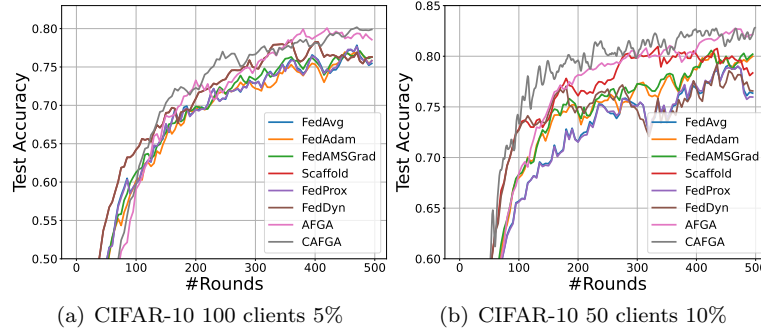 0.80
0.75
0.70
0.65
0.60
0.55
0.50
Test Accuracy
FedAvg
FedAdam
FedAMSGrad
Scaffold
FedProx
FedDyn
AFGA
CAFGA
0 100 200 300 400 500
#Rounds
(a) CIFAR-10 100 clients 5%
0.85
0.80
0.75
0.70
0.65
0.60
Test Accuracy
FedAvg
FedAdam
FedAMSGrad
Scaffold
FedProx
FedDyn
AFGA
CAFGA
0 100 200 300 400 500
#Rounds
(b) CIFAR-10 50 clients 10%